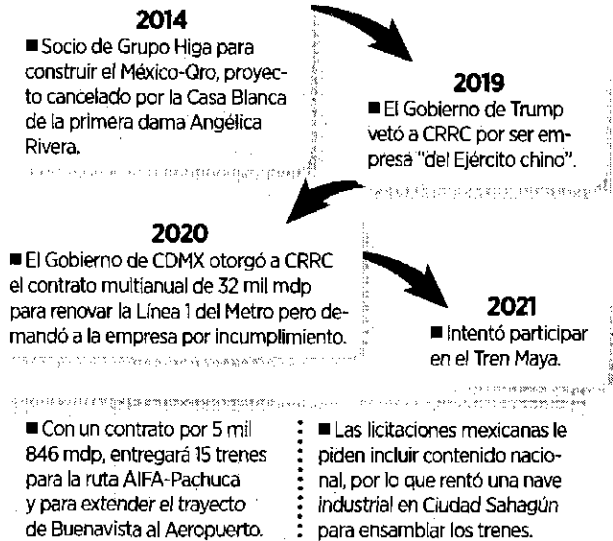 2014
■ Socio de Grupo Higa para
construir el México-Qro, proyec-
to cancelado por la Casa Blanca
de la primera dama Angélica
Rivera.
2019
■ El Gobierno de Trump
vetó a CRRC por ser em-
presa "del Ejército chino".
2020
■ El Gobierno de CDMX otorgó a CRRC
el contrato multianual de 32 mil mdp
para renovar la Línea 1 del Metro pero de-
mandó a la empresa por incumplimiento.
2021
■ Intentó participar
en el Tren Maya.
■ Con un contrato por 5 mil
846 mdp, entregará 15 trenes
para la ruta AIFA-Pachuca
y para extender el trayecto
de Buenavista al Aeropuerto.
■ Las licitaciones mexicanas le
piden incluir contenido nacio-
nal, por lo que rentó una nave
industrial en Ciudad Sahagún
para ensamblar los trenes.